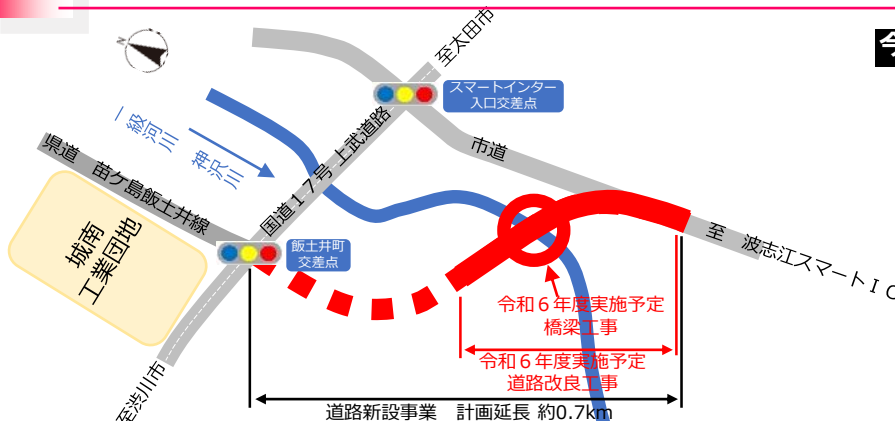 今
N
至太田市
スマートインター
入口交差点
一級河川　神沢川
国道１７号 上武道路
市道
県道　苗ケ島飯土井線
城南
工業団地
飯土井町
交差点
至　波志江スマートＩＣ
令和６年度実施予定
橋梁工事
令和６年度実施予定
道路改良工事
至渋川市
道路新設事業　計画延長 約0.7km